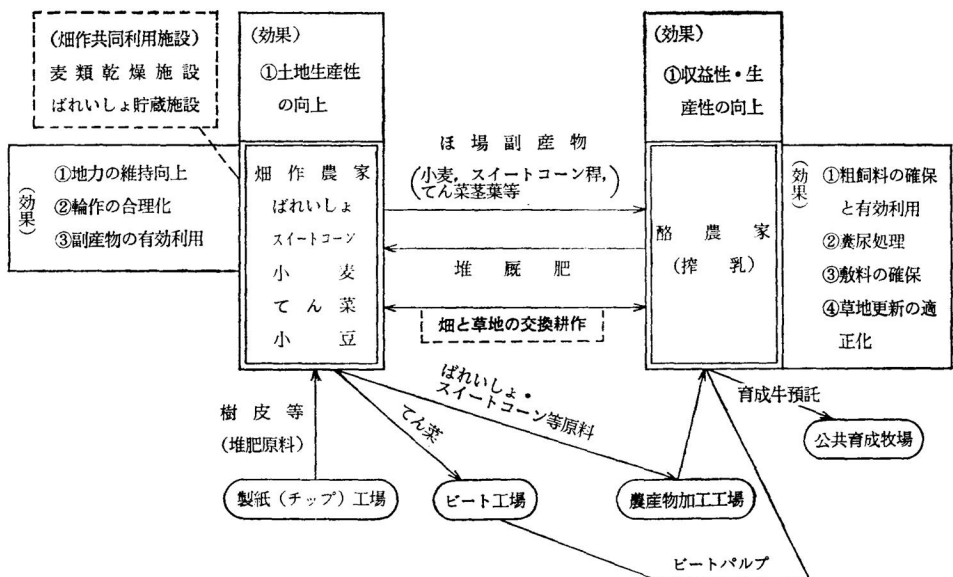 (畑作共同利用施設)
麦類乾燥施設
ばれいしょ貯蔵施設
(効果)
①土地生産性
の向上
(効果)
①収益性・生
産性の向上
(効果)
①地力の維持向上
②輪作の合理化
③副産物の有効利用
畑作農家
ばれいしょ
スイートコーン
小麦
てん菜
小豆
ほ場副産物
(小麦,スイートコーン稈,
てん菜茎葉等)
堆厩肥
畑と草地の交換耕作
酪農家
(搾乳)
(効果)
①粗飼料の確保
と有効利用
②糞尿処理
③敷料の確保
④草地更新の適
正化
樹皮等
(堆肥原料)
てん菜
ばれいしょ・
スイートコーン等原料
育成牛預託
公共育成牧場
製紙(チップ)工場
ビート工場
農産物加工工場
ビートパルプ